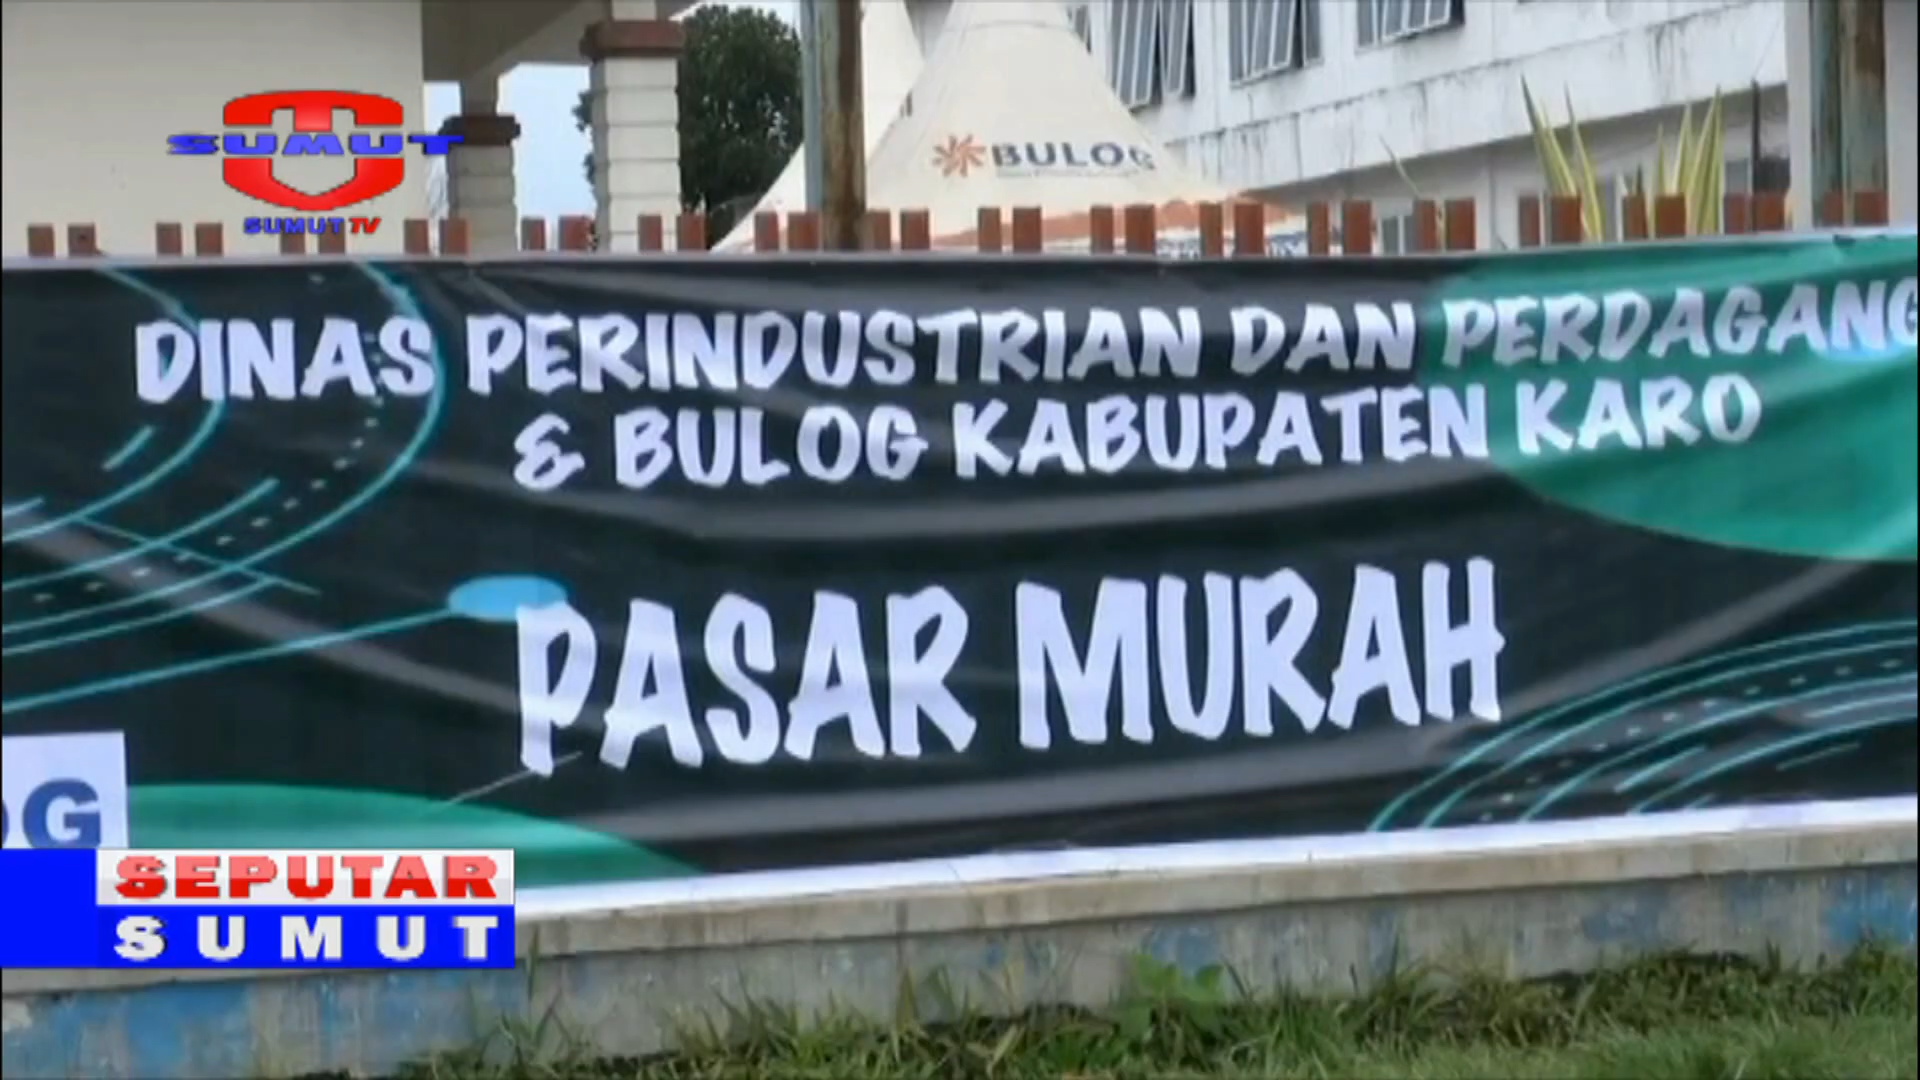 SUMUT
SUMUT TV
BULOG
DINAS PERINDUSTRIAN DAN PERDAGANG
& BULOG KABUPATEN KARO
PASAR MURAH
OG
SEPUTAR
SUMUT